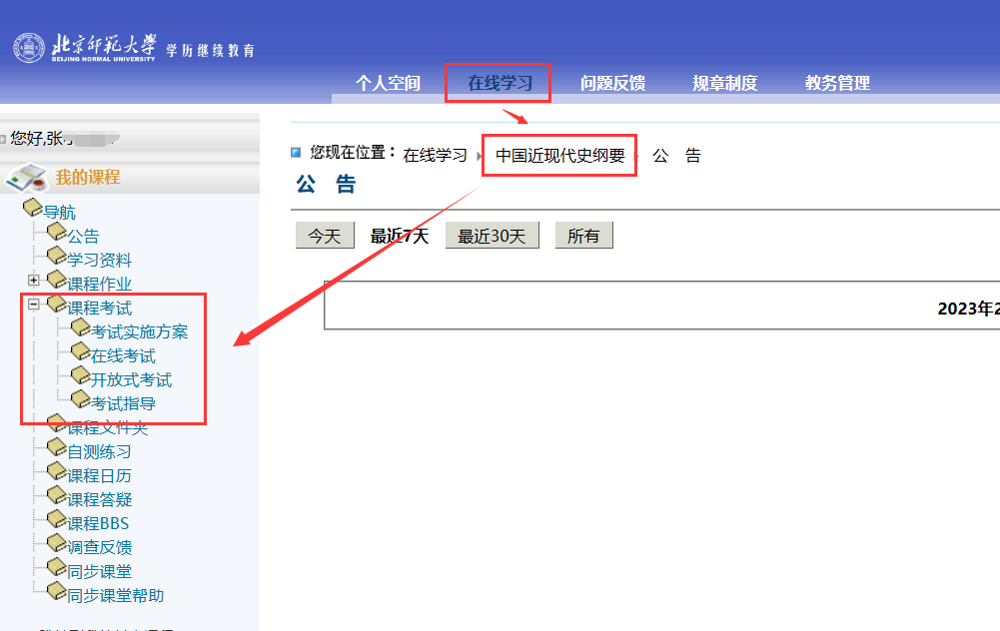 北京师范大学 学历继续教育
BEIJING NORMAL UNIVERSITY
个人空间 在线学习 问题反馈 规章制度 教务管理
您好,张
我的课程
导航
公告
学习资料
课程作业
课程考试
考试实施方案
在线考试
开放式考试
考试指导
课程文件夹
自测练习
课程日历
课程答疑
课程BBS
调查反馈
同步课堂
同步课堂帮助
您现在位置： 在线学习 中国近现代史纲要 公 告
公 告
今天 最近7天 最近30天 所有
2023年2